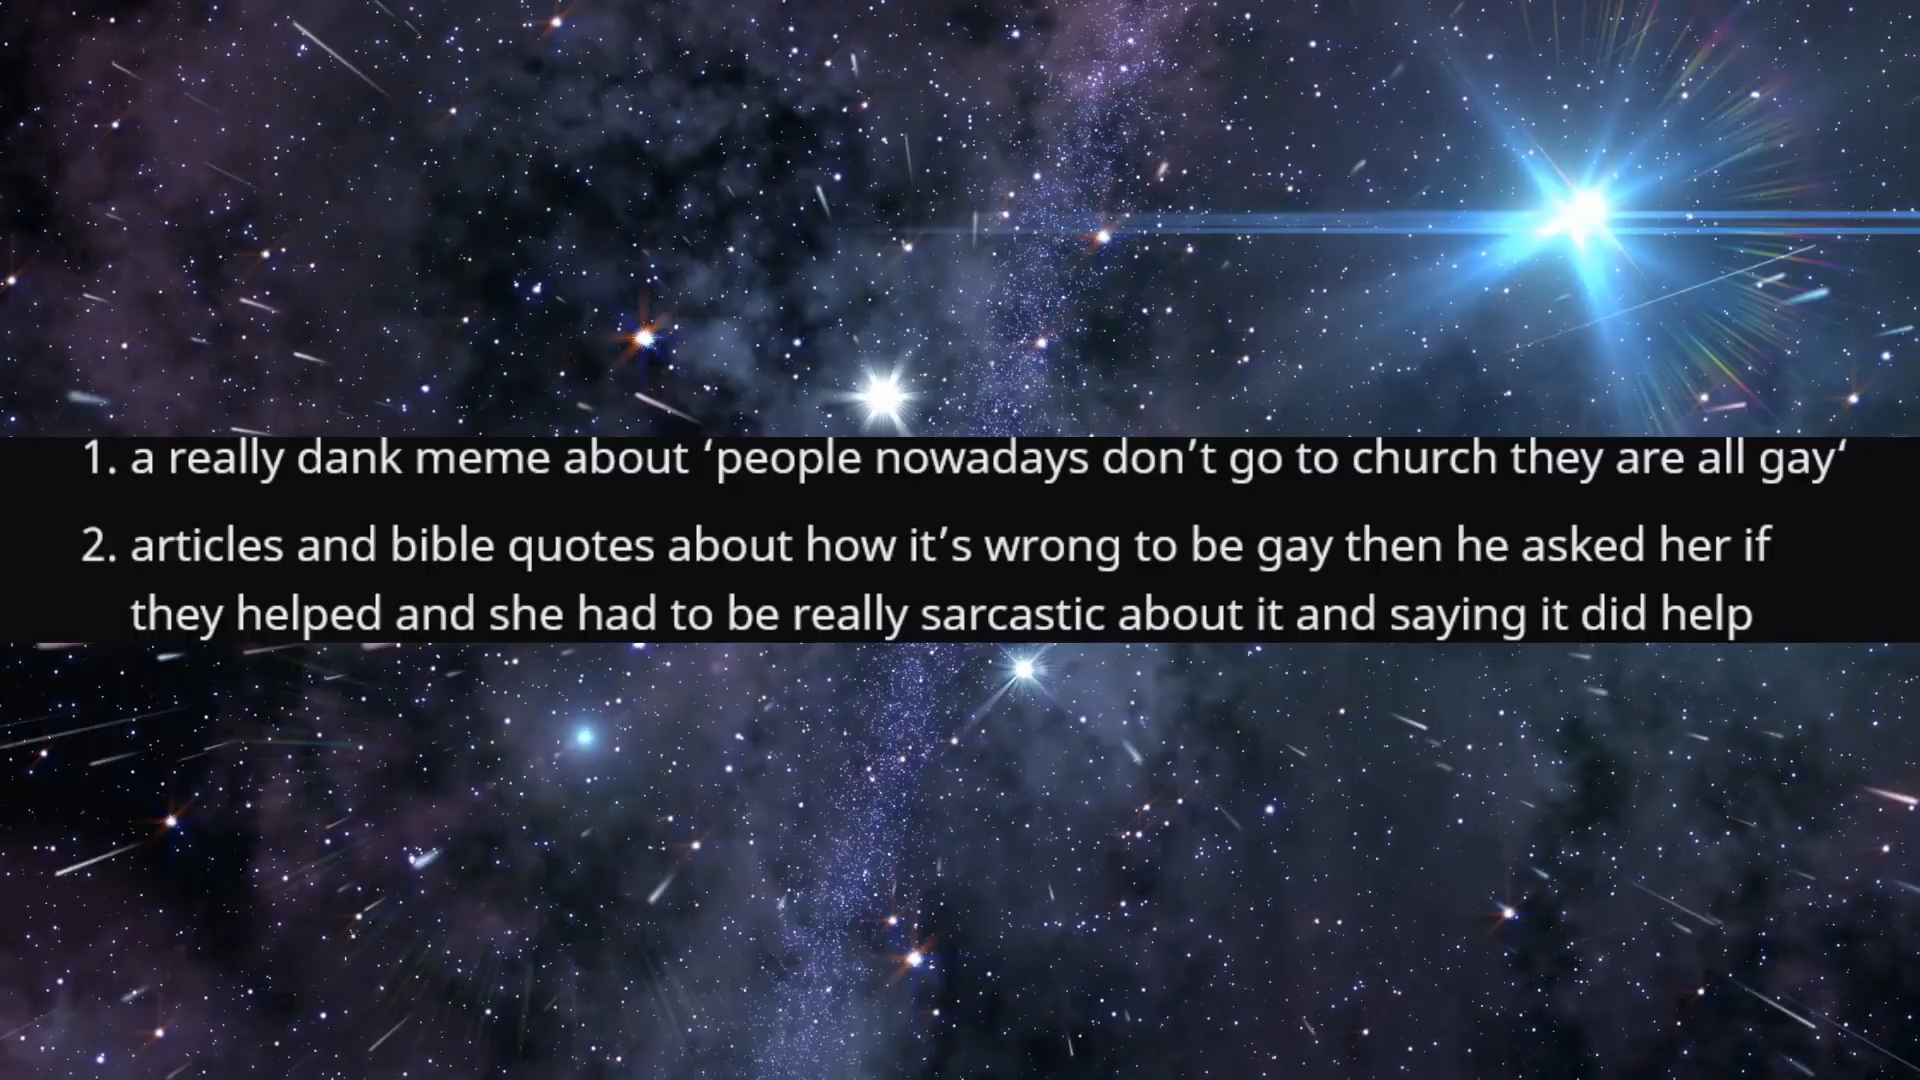 1. a really dank meme about ‘people nowadays don’t go to church they are all gay‘
2. articles and bible quotes about how it’s wrong to be gay then he asked her if
they helped and she had to be really sarcastic about it and saying it did help